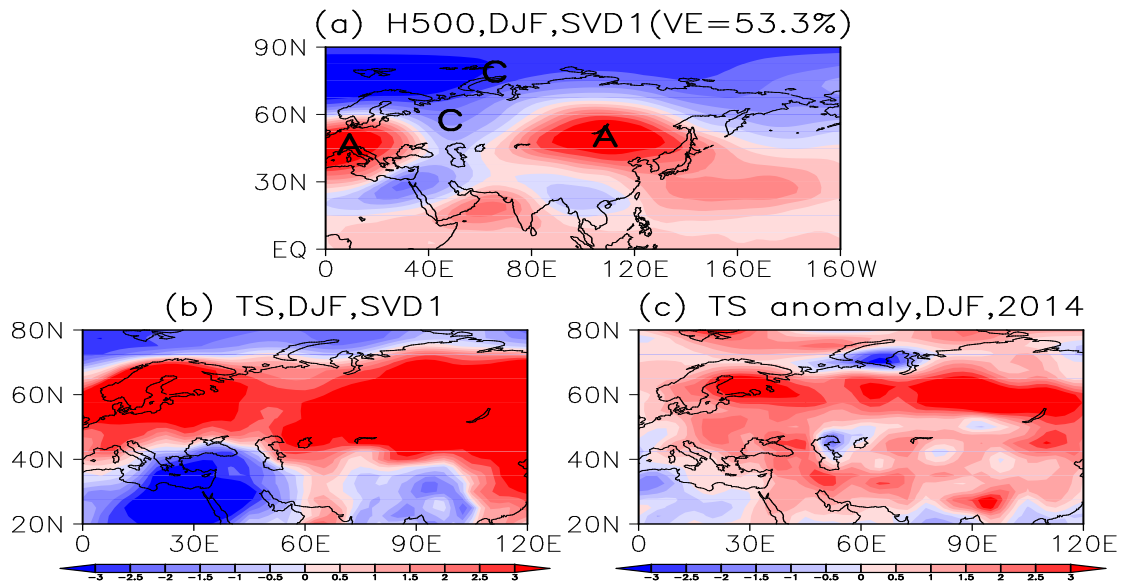 (a) H500,DJF,SVD1(VE=53.3%)
90N
C
60N
C
A
A
30N
EQ
0 40E 80E 120E 160E 160W
(b) TS,DJF,SVD1
80N
60N
40N
20N
0 30E 60E 90E 120E
-3 -2.5 -2 -1.5 -1 -0.5 0 0.5 1 1.5 2 2.5 3
(c) TS anomaly,DJF,2014
80N
60N
40N
20N
0 30E 60E 90E 120E
-3 -2.5 -2 -1.5 -1 -0.5 0 0.5 1 1.5 2 2.5 3